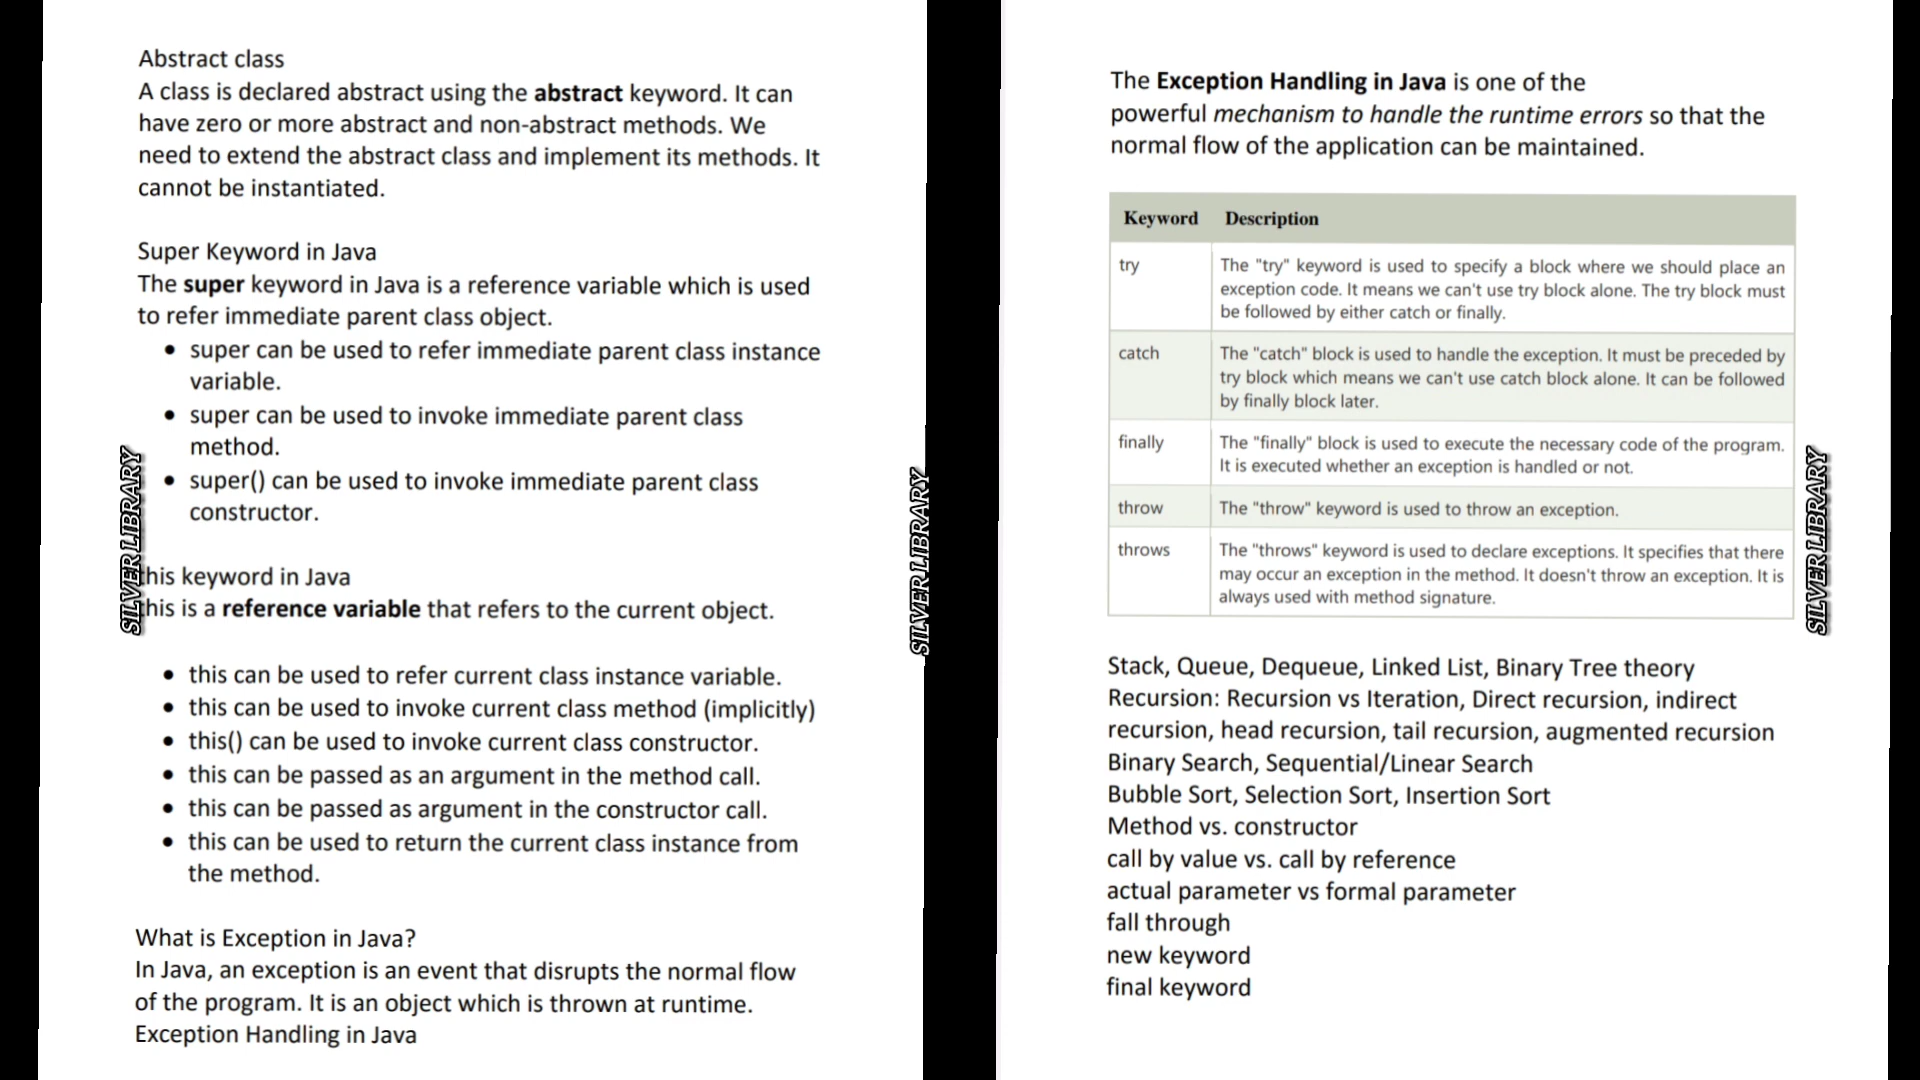 Abstract class
A class is declared abstract using the abstract keyword. It can
have zero or more abstract and non-abstract methods. We
need to extend the abstract class and implement its methods. It
cannot be instantiated.
Super Keyword in Java
The super keyword in Java is a reference variable which is used
to refer immediate parent class object.
• super can be used to refer immediate parent class instance
variable.
• super can be used to invoke immediate parent class
method.
• super() can be used to invoke immediate parent class
constructor.
this keyword in Java
this is a reference variable that refers to the current object.
• this can be used to refer current class instance variable.
• this can be used to invoke current class method (implicitly)
• this() can be used to invoke current class constructor.
• this can be passed as an argument in the method call.
• this can be passed as argument in the constructor call.
• this can be used to return the current class instance from
the method.
What is Exception in Java?
In Java, an exception is an event that disrupts the normal flow
of the program. It is an object which is thrown at runtime.
Exception Handling in Java
SILVER LIBRARY
SILVER LIBRARY
The Exception Handling in Java is one of the
powerful mechanism to handle the runtime errors so that the
normal flow of the application can be maintained.
Keyword Description
try The "try" keyword is used to specify a block where we should place an
exception code. It means we can't use try block alone. The try block must
be followed by either catch or finally.
catch The "catch" block is used to handle the exception. It must be preceded by
try block which means we can't use catch block alone. It can be followed
by finally block later.
finally The "finally" block is used to execute the necessary code of the program.
It is executed whether an exception is handled or not.
throw The "throw" keyword is used to throw an exception.
throws The "throws" keyword is used to declare exceptions. It specifies that there
may occur an exception in the method. It doesn't throw an exception. It is
always used with method signature.
Stack, Queue, Dequeue, Linked List, Binary Tree theory
Recursion: Recursion vs Iteration, Direct recursion, indirect
recursion, head recursion, tail recursion, augmented recursion
Binary Search, Sequential/Linear Search
Bubble Sort, Selection Sort, Insertion Sort
Method vs. constructor
call by value vs. call by reference
actual parameter vs formal parameter
fall through
new keyword
final keyword
SILVER LIBRARY